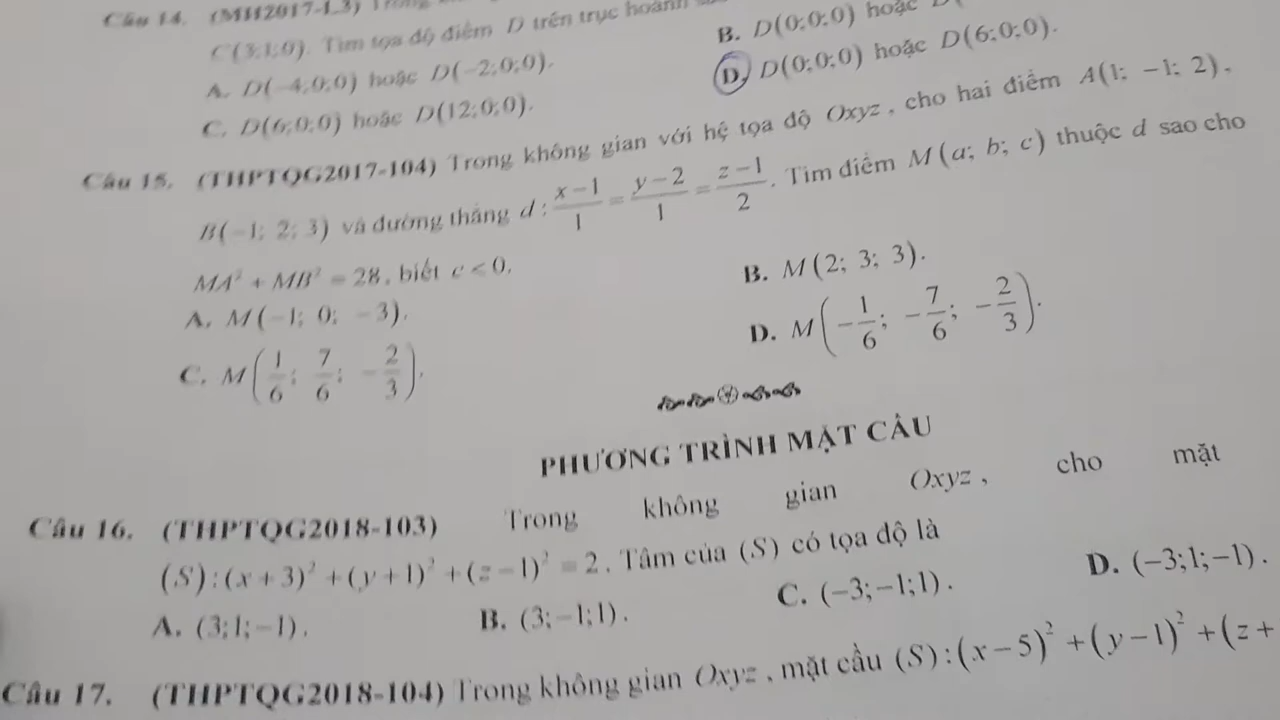 Câu 14. (MH2017-L3)
C(3;1;0). Tìm tọa độ điểm D trên trục hoành
A. D(-4;0;0) hoặc D(-2;0;0).
B. D(0;0;0) hoặc
C. D(6;0;0) hoặc D(12;0;0).
D. D(0;0;0) hoặc D(6;0;0).
Câu 15. (THPTQG2017-104) Trong không gian với hệ tọa độ Oxyz, cho hai điểm A(1; -1; 2),
B(-1; 2; 3) và đường thẳng d : (x-1)/1 = (y-2)/1 = (z-1)/2. Tìm điểm M(a; b; c) thuộc d sao cho
MA² + MB² = 28, biết c < 0.
A. M(-1; 0; -3).
B. M(2; 3; 3).
C. M(1/6; 7/6; -2/3).
D. M(-1/6; -7/6; -2/3).
PHƯƠNG TRÌNH MẶT CẦU
Câu 16. (THPTQG2018-103) Trong không gian Oxyz, cho mặt
(S):(x+3)² + (y+1)² + (z-1)² = 2. Tâm của (S) có tọa độ là
A. (3;1;-1).
B. (3;-1;1).
C. (-3;-1;1).
D. (-3;1;-1).
Câu 17. (THPTQG2018-104) Trong không gian Oxyz, mặt cầu (S):(x-5)² + (y-1)² + (z+